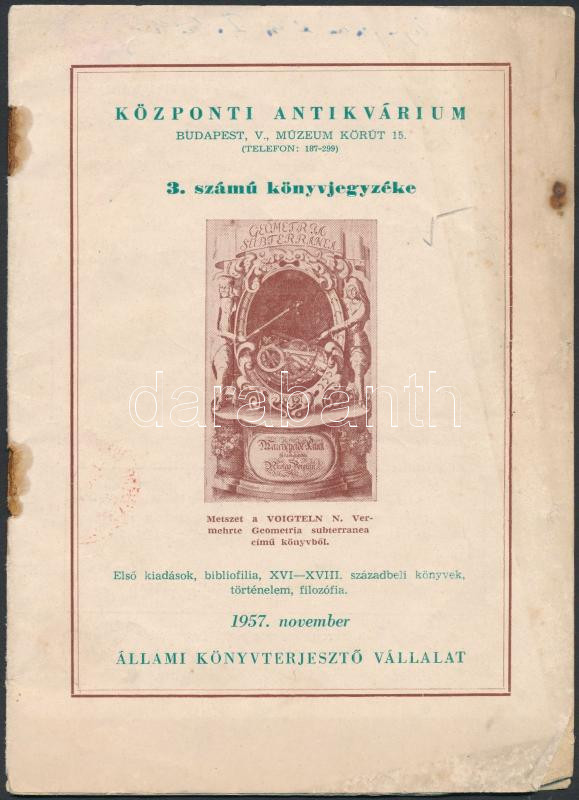 KÖZPONTI ANTIKVÁRIUM
BUDAPEST, V., MÚZEUM KÖRÚT 15.
(TELEFON: 187-299)
3. számú könyvjegyzéke
GEOMETRIA
SUBTERRANEA
darabanth
Metszet a VOIGTELN N. Ver-
mehrte Geometria subterranea
című könyvből.
Első kiadások, bibliofilia, XVI—XVIII. századbeli könyvek,
történelem, filozófia.
1957. november
ÁLLAMI KÖNYVTERJESZTŐ VÁLLALAT